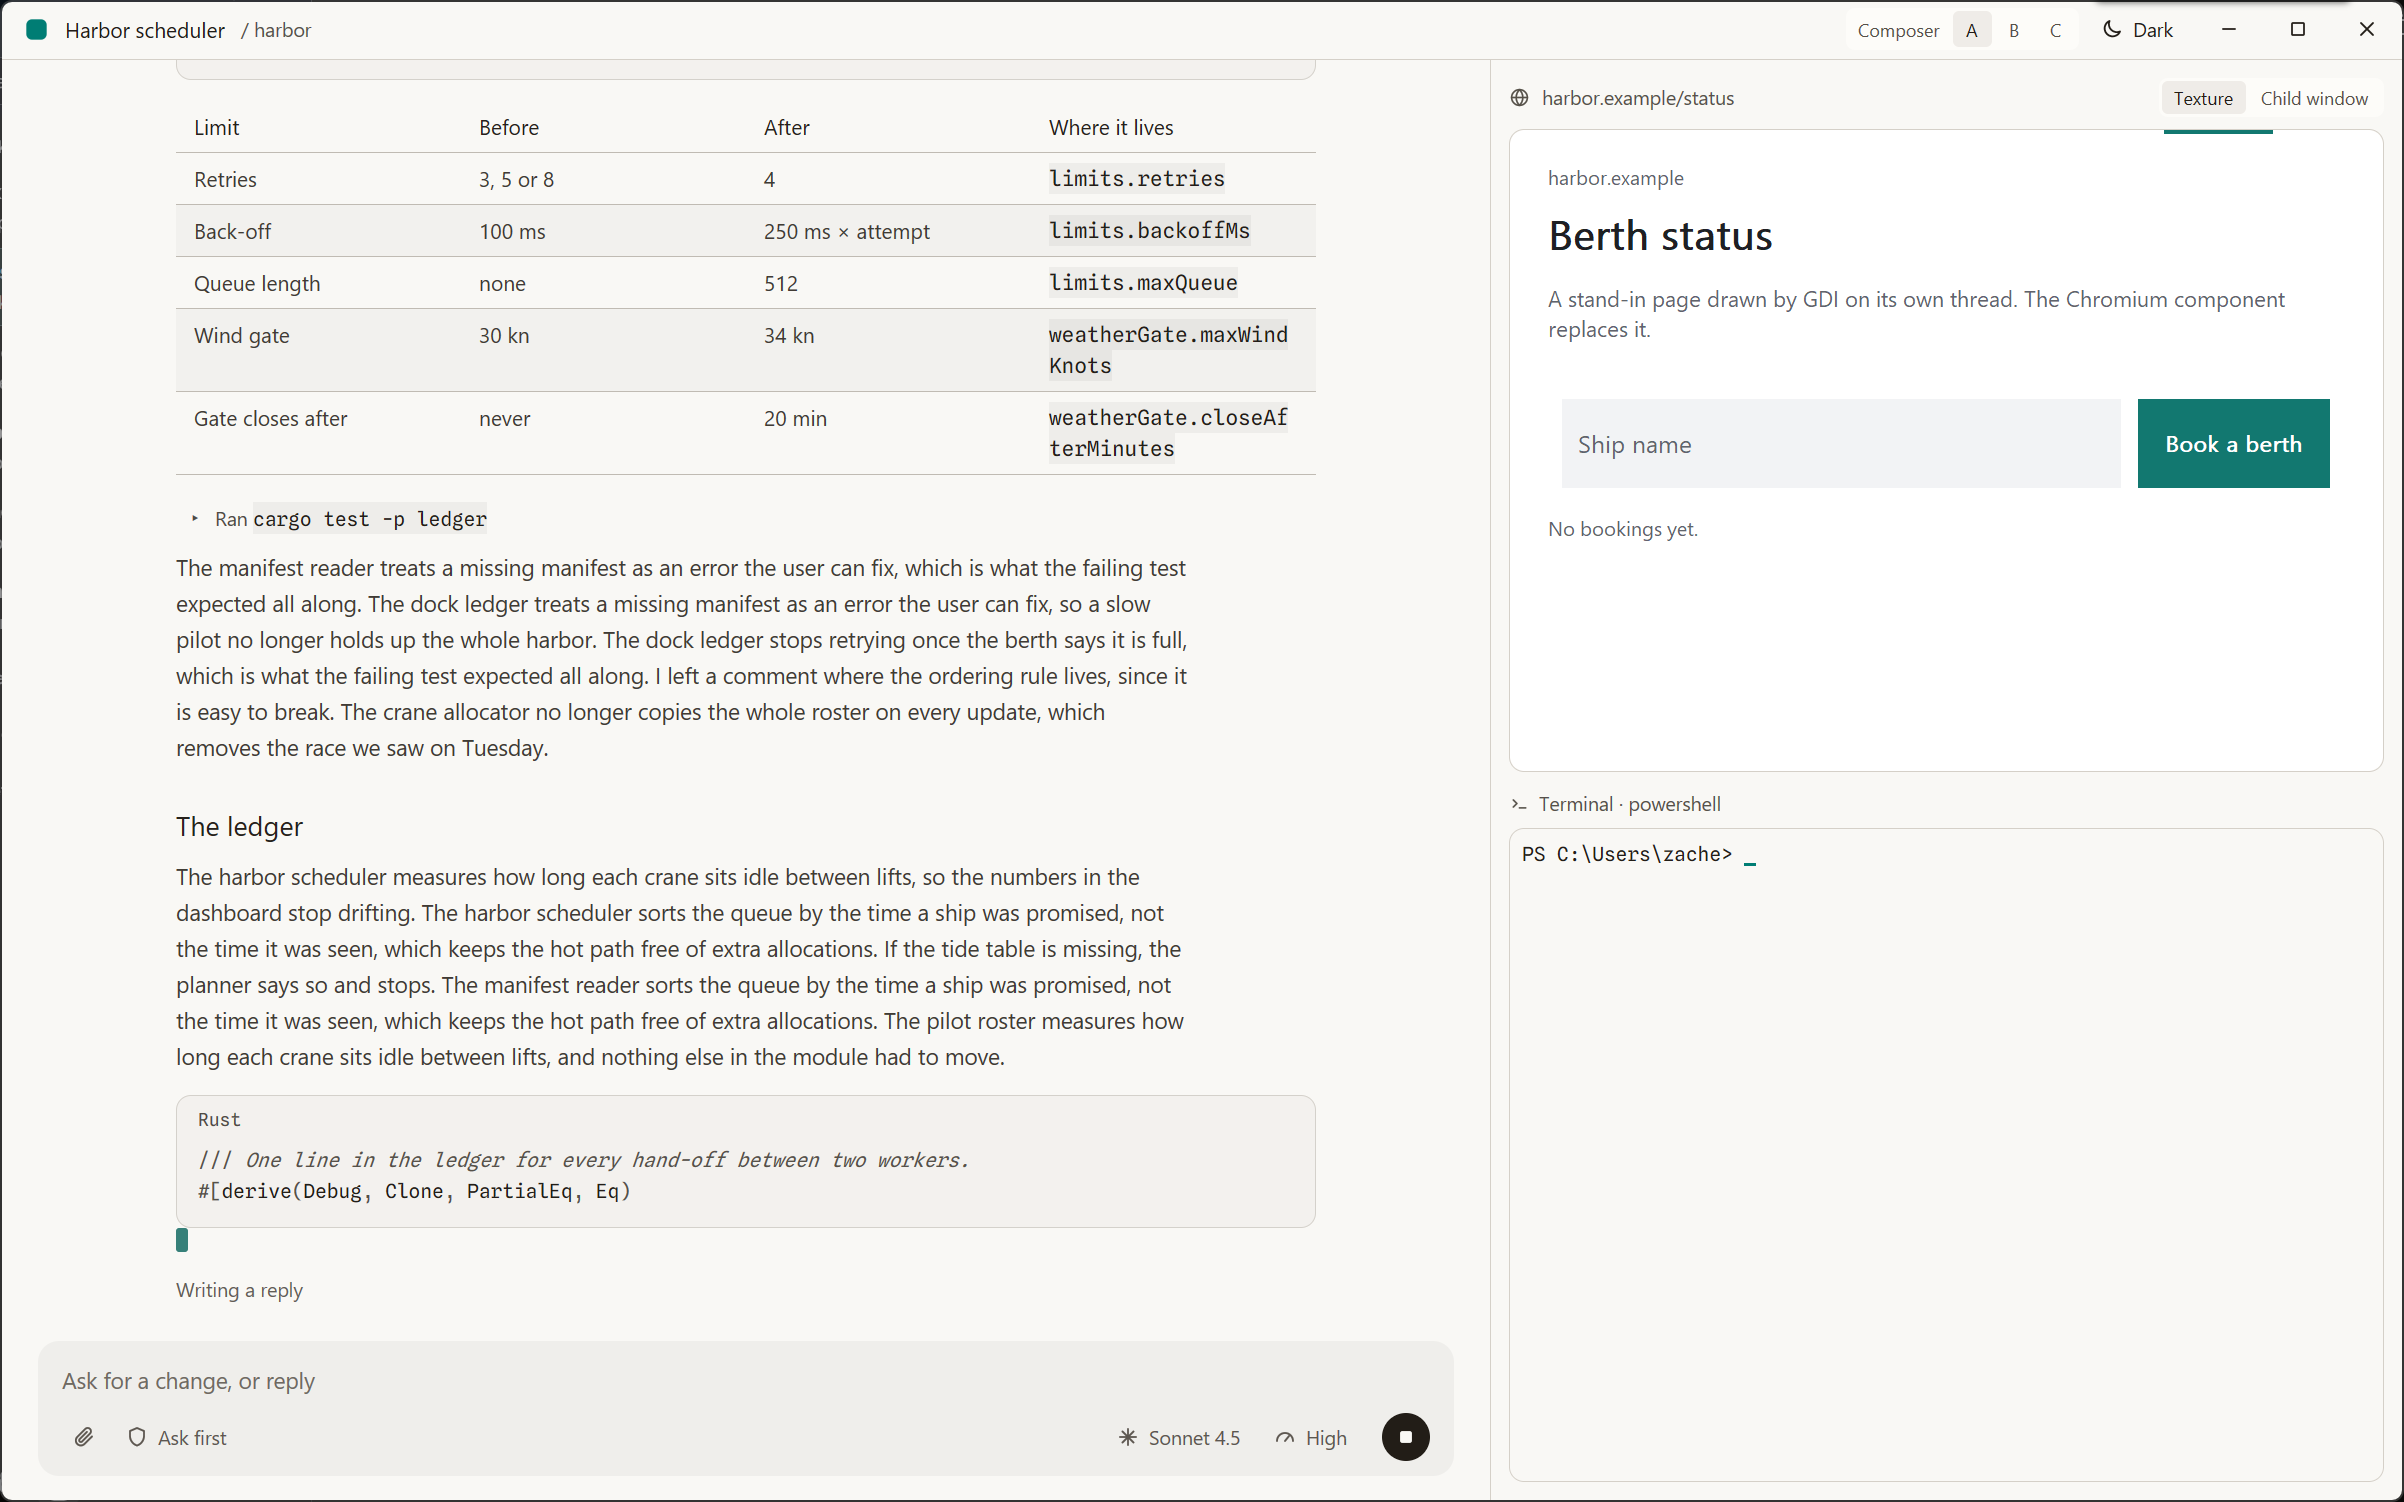 Harbor scheduler / harbor
Composer A B C Dark
Limit Before After Where it lives
Retries 3, 5 or 8 4 limits.retries
Back-off 100 ms 250 ms × attempt limits.backoffMs
Queue length none 512 limits.maxQueue
Wind gate 30 kn 34 kn weatherGate.maxWind
Knots
Gate closes after never 20 min weatherGate.closeAf
terMinutes
Ran cargo test -p ledger
The manifest reader treats a missing manifest as an error the user can fix, which is what the failing test
expected all along. The dock ledger treats a missing manifest as an error the user can fix, so a slow
pilot no longer holds up the whole harbor. The dock ledger stops retrying once the berth says it is full,
which is what the failing test expected all along. I left a comment where the ordering rule lives, since it
is easy to break. The crane allocator no longer copies the whole roster on every update, which
removes the race we saw on Tuesday.
The ledger
The harbor scheduler measures how long each crane sits idle between lifts, so the numbers in the
dashboard stop drifting. The harbor scheduler sorts the queue by the time a ship was promised, not
the time it was seen, which keeps the hot path free of extra allocations. If the tide table is missing, the
planner says so and stops. The manifest reader sorts the queue by the time a ship was promised, not
the time it was seen, which keeps the hot path free of extra allocations. The pilot roster measures how
long each crane sits idle between lifts, and nothing else in the module had to move.
Rust
/// One line in the ledger for every hand-off between two workers.
#[derive(Debug, Clone, PartialEq, Eq)
Writing a reply
Ask for a change, or reply
Ask first Sonnet 4.5 High
harbor.example/status Texture Child window
harbor.example
Berth status
A stand-in page drawn by GDI on its own thread. The Chromium component
replaces it.
Ship name Book a berth
No bookings yet.
Terminal · powershell
PS C:\Users\zache> _